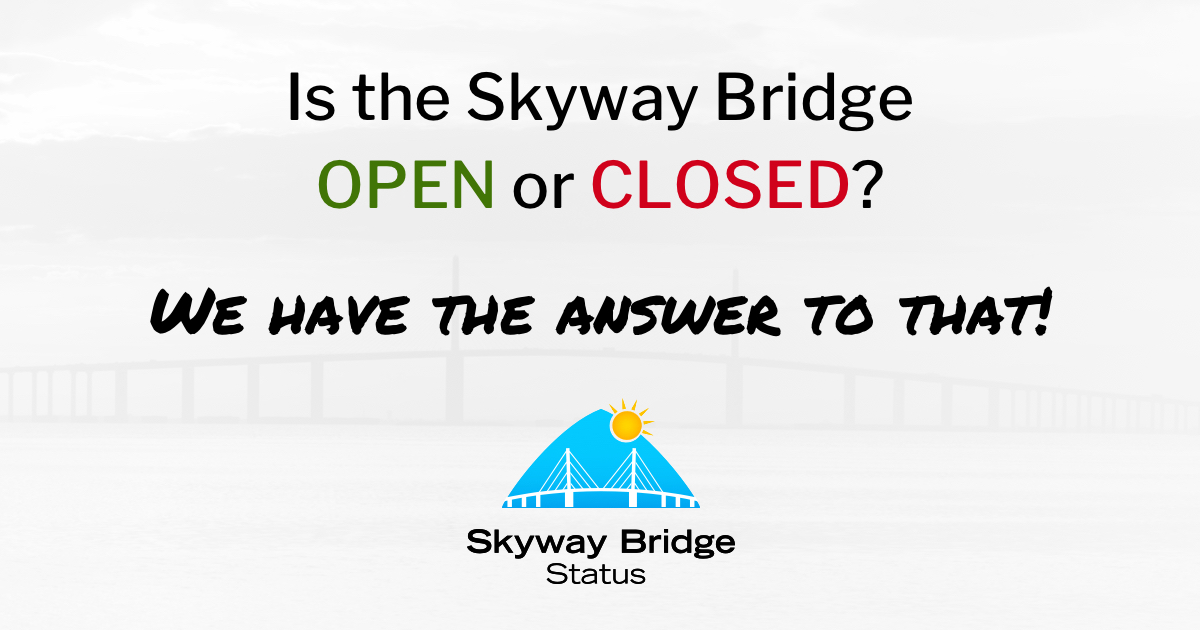 Is the Skyway Bridge
OPEN or CLOSED?
WE HAVE THE ANSWER TO THAT!
Skyway Bridge
Status